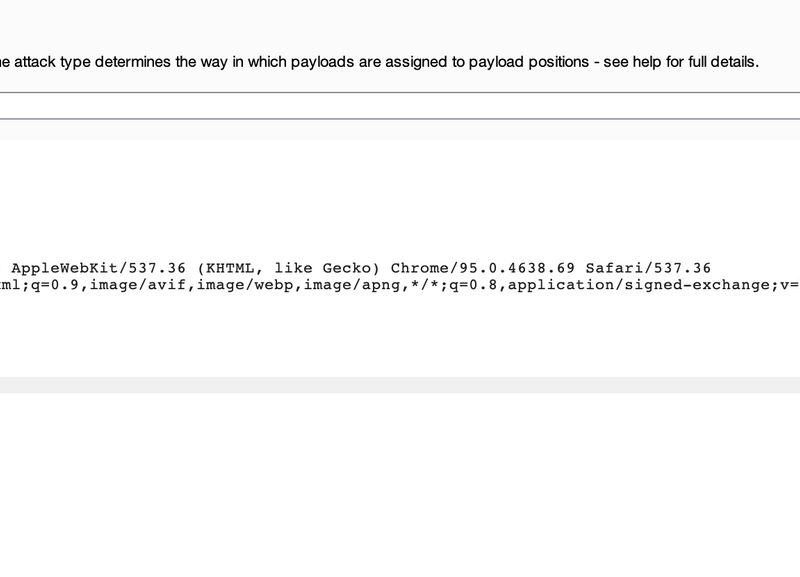 he attack type determines the way in which payloads are assigned to payload positions - see help for full details.
AppleWebKit/537.36 (KHTML, like Gecko) Chrome/95.0.4638.69 Safari/537.36
ml;q=0.9,image/avif,image/webp,image/apng,*/*;q=0.8,application/signed-exchange;v=